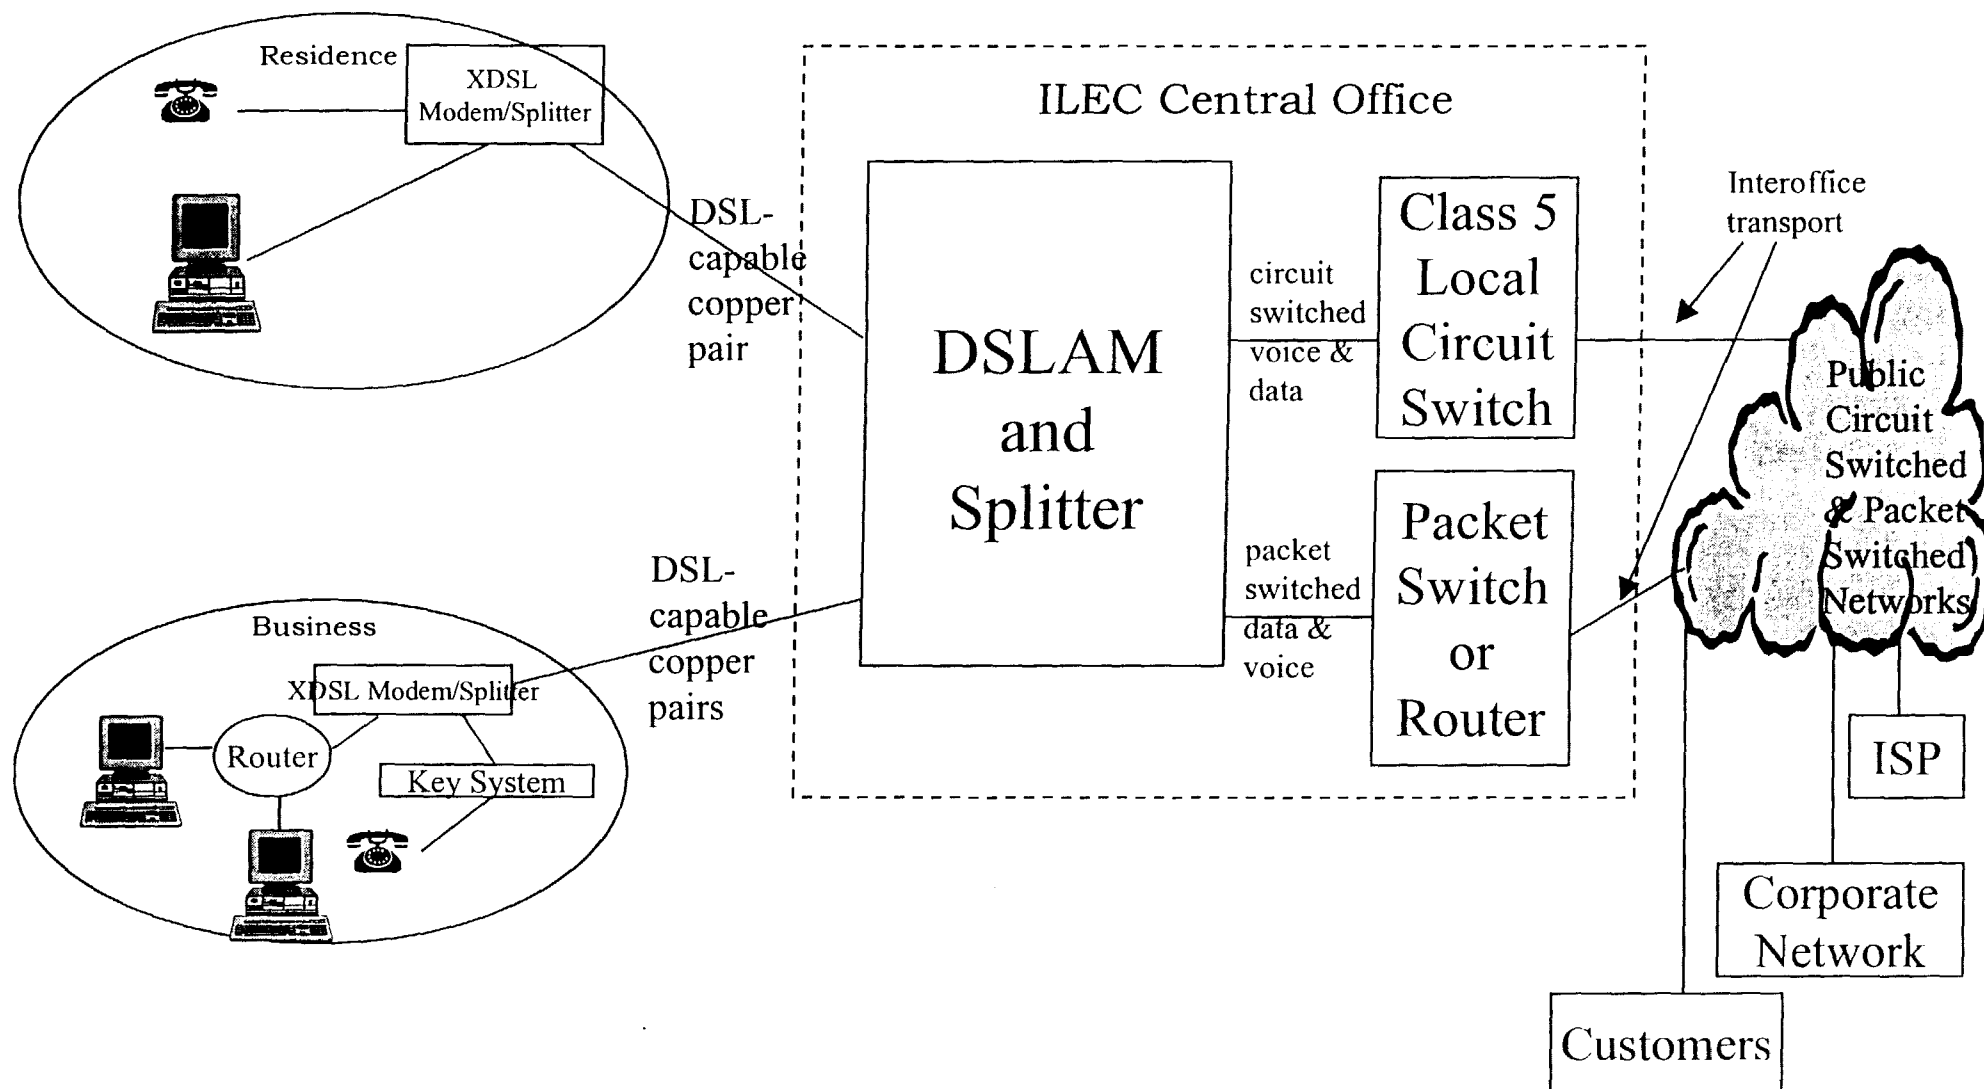 Residence
XDSL
Modem/Splitter
ILEC Central Office
DSL-
capable
copper
pair
DSLAM
and
Splitter
circuit
switched
voice &
data
Class 5
Local
Circuit
Switch
Interoffice
transport
Public
Circuit
Switched
& Packet
Switched
Networks
packet
switched
data &
voice
Packet
Switch
or
Router
DSL-
capable
copper
pairs
Business
XDSL Modem/Splitter
Router
Key System
ISP
Corporate
Network
Customers